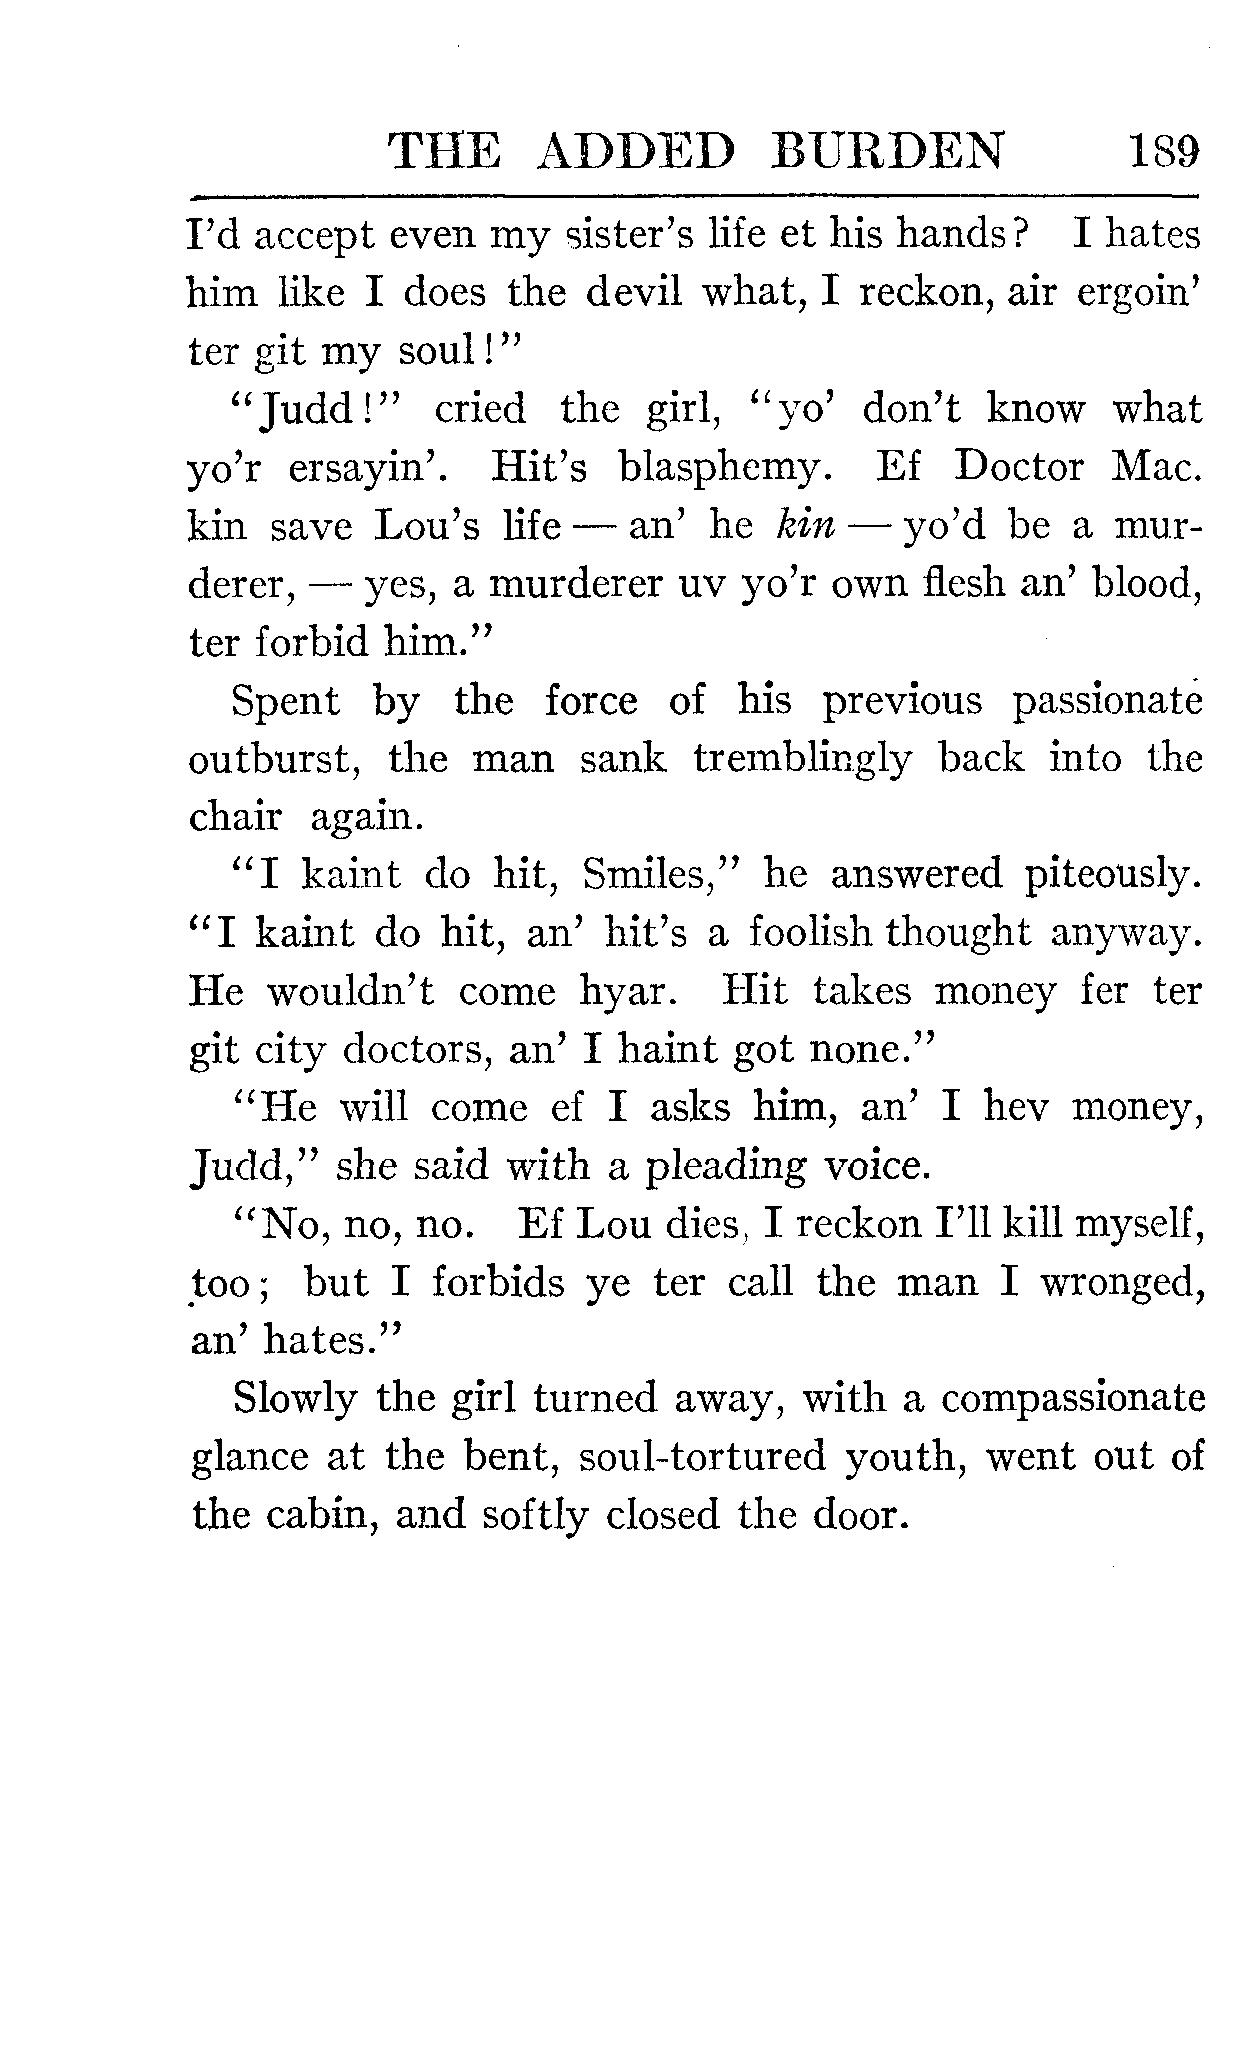 THE ADDED BURDEN 189
I'd accept even my sister's life et his hands? I hates
him like I does the devil what, I reckon, air ergoin'
ter git my soul!"
"Judd!" cried the girl, "yo' don't know what
yo'r ersayin'. Hit's blasphemy. Ef Doctor Mac.
kin save Lou's life — an' he kin — yo'd be a mur-
derer, — yes, a murderer uv yo'r own flesh an' blood,
ter forbid him."
Spent by the force of his previous passionate
outburst, the man sank tremblingly back into the
chair again.
"I kaint do hit, Smiles," he answered piteously.
"I kaint do hit, an' hit's a foolish thought anyway.
He wouldn't come hyar. Hit takes money fer ter
git city doctors, an' I haint got none."
"He will come ef I asks him, an' I hev money,
Judd," she said with a pleading voice.
"No, no, no. Ef Lou dies, I reckon I'll kill myself,
too; but I forbids ye ter call the man I wronged,
an' hates."
Slowly the girl turned away, with a compassionate
glance at the bent, soul-tortured youth, went out of
the cabin, and softly closed the door.